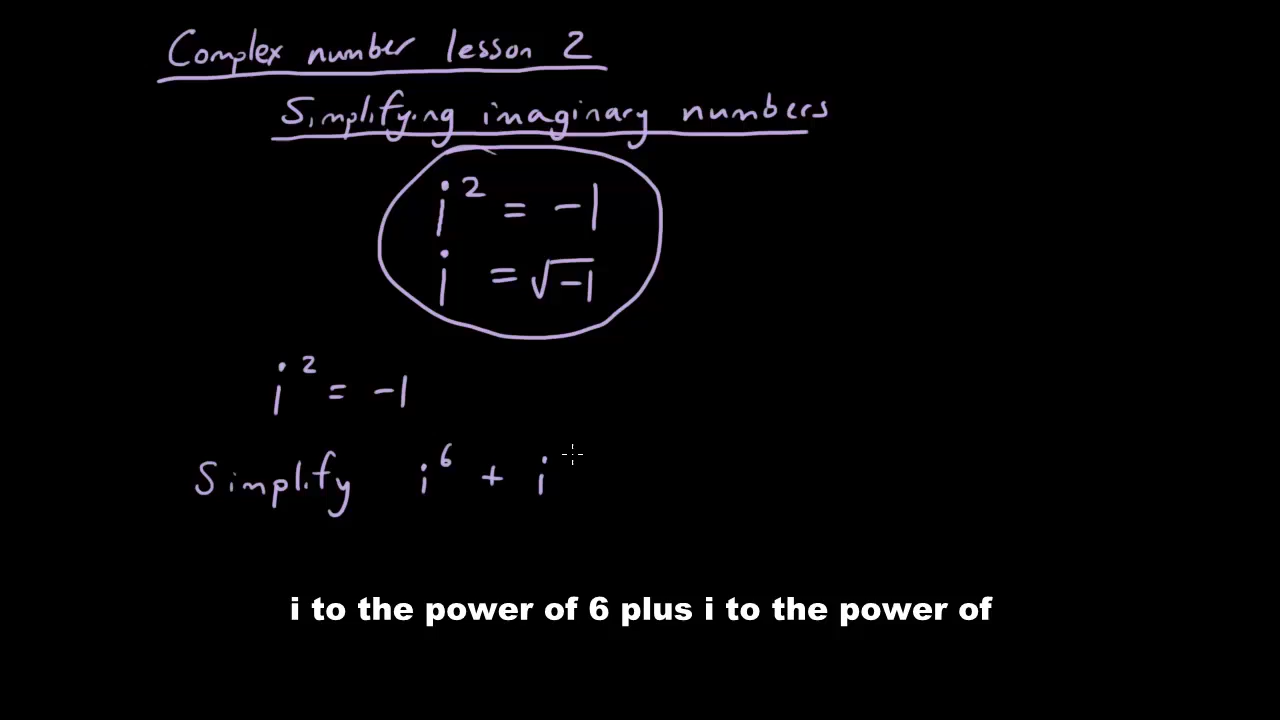 Complex number lesson 2
Simplifying imaginary numbers
i² = -1
i = √-1
i² = -1
Simplify i⁶ + i
i to the power of 6 plus i to the power of